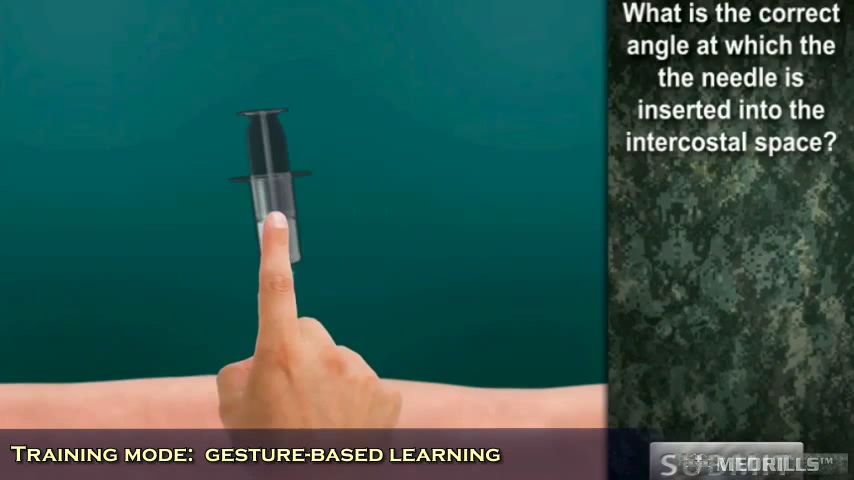 What is the correct
angle at which the
the needle is
inserted into the
intercostal space?
TRAINING MODE: GESTURE-BASED LEARNING
SUBMIT
MEDRILLS™